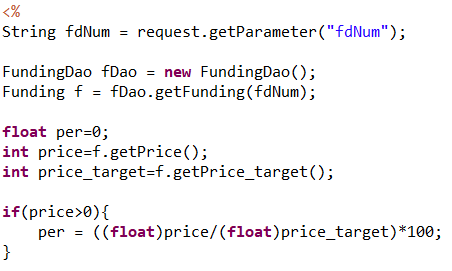 <%
String fdNum = request.getParameter("fdNum");
FundingDao fDao = new FundingDao();
Funding f = fDao.getFunding(fdNum);
float per=0;
int price=f.getPrice();
int price_target=f.getPrice_target();
if(price>0){
    per = ((float)price/(float)price_target)*100;
}